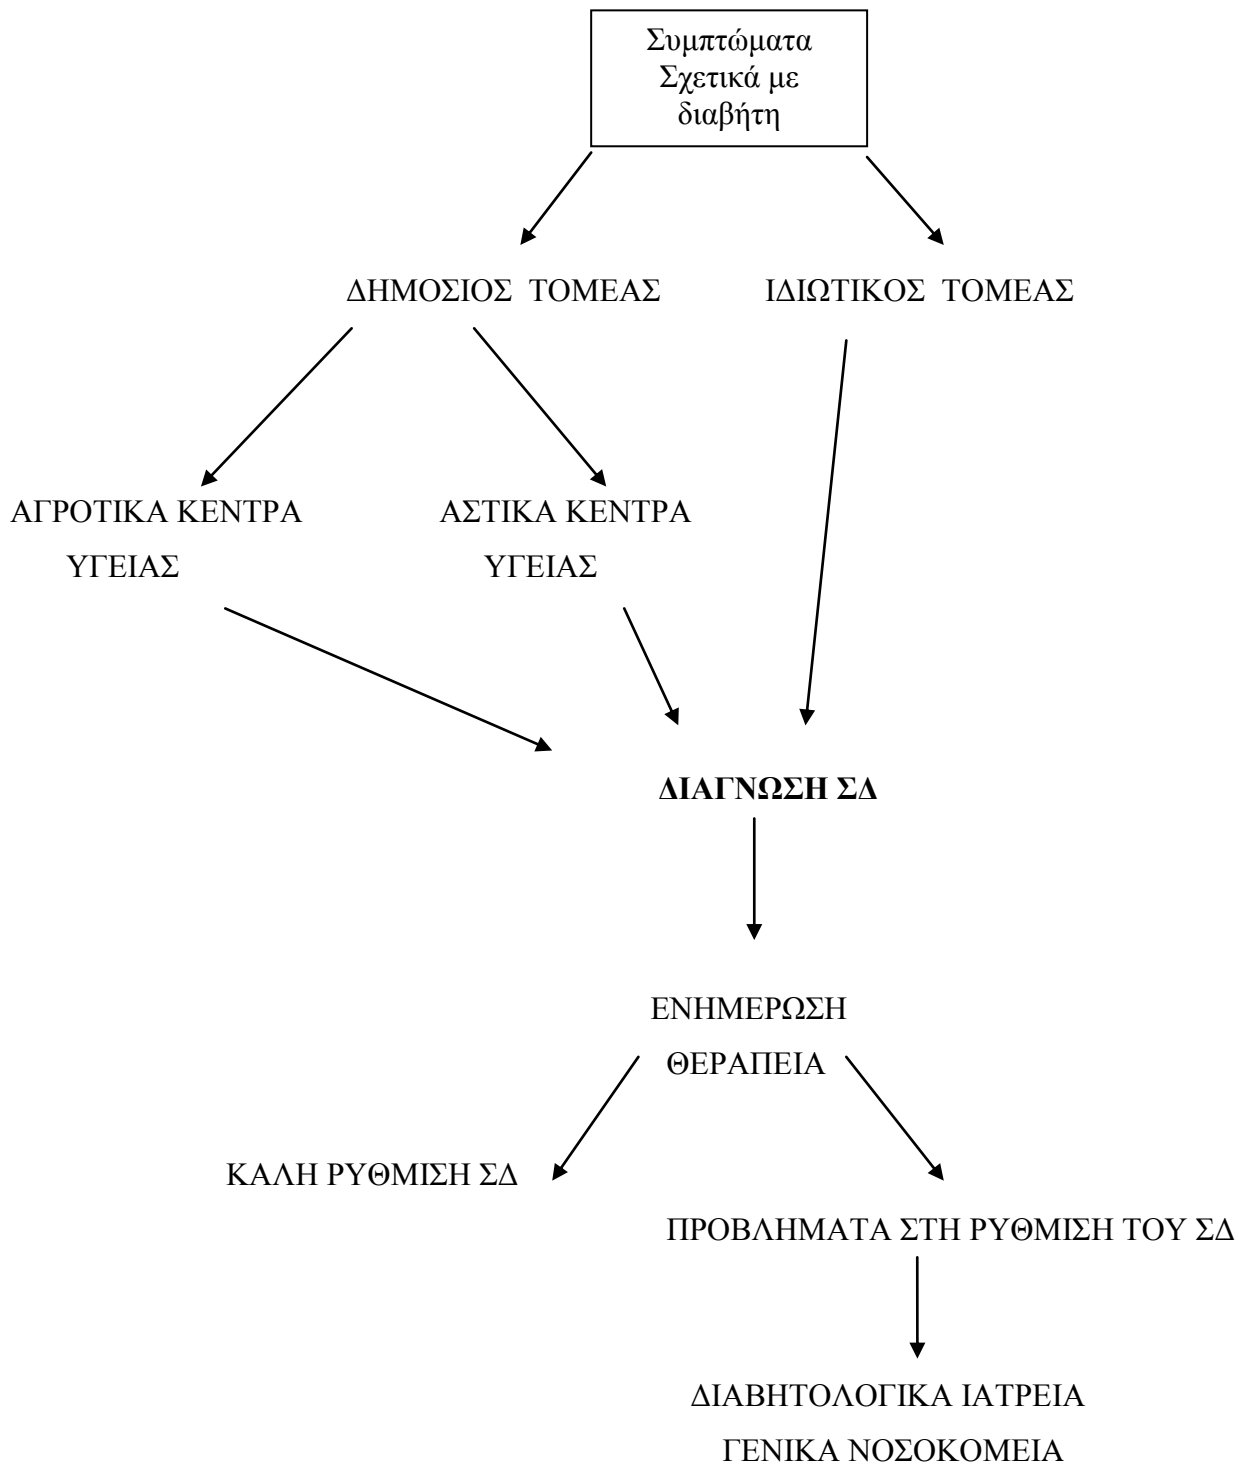 Συμπτώματα
Σχετικά με
διαβήτη
ΔΗΜΟΣΙΟΣ ΤΟΜΕΑΣ
ΙΔΙΩΤΙΚΟΣ ΤΟΜΕΑΣ
ΑΓΡΟΤΙΚΑ ΚΕΝΤΡΑ
ΥΓΕΙΑΣ
ΑΣΤΙΚΑ ΚΕΝΤΡΑ
ΥΓΕΙΑΣ
ΔΙΑΓΝΩΣΗ ΣΔ
ΕΝΗΜΕΡΩΣΗ
ΘΕΡΑΠΕΙΑ
ΚΑΛΗ ΡΥΘΜΙΣΗ ΣΔ
ΠΡΟΒΛΗΜΑΤΑ ΣΤΗ ΡΥΘΜΙΣΗ ΤΟΥ ΣΔ
ΔΙΑΒΗΤΟΛΟΓΙΚΑ ΙΑΤΡΕΙΑ
ΓΕΝΙΚΑ ΝΟΣΟΚΟΜΕΙΑ